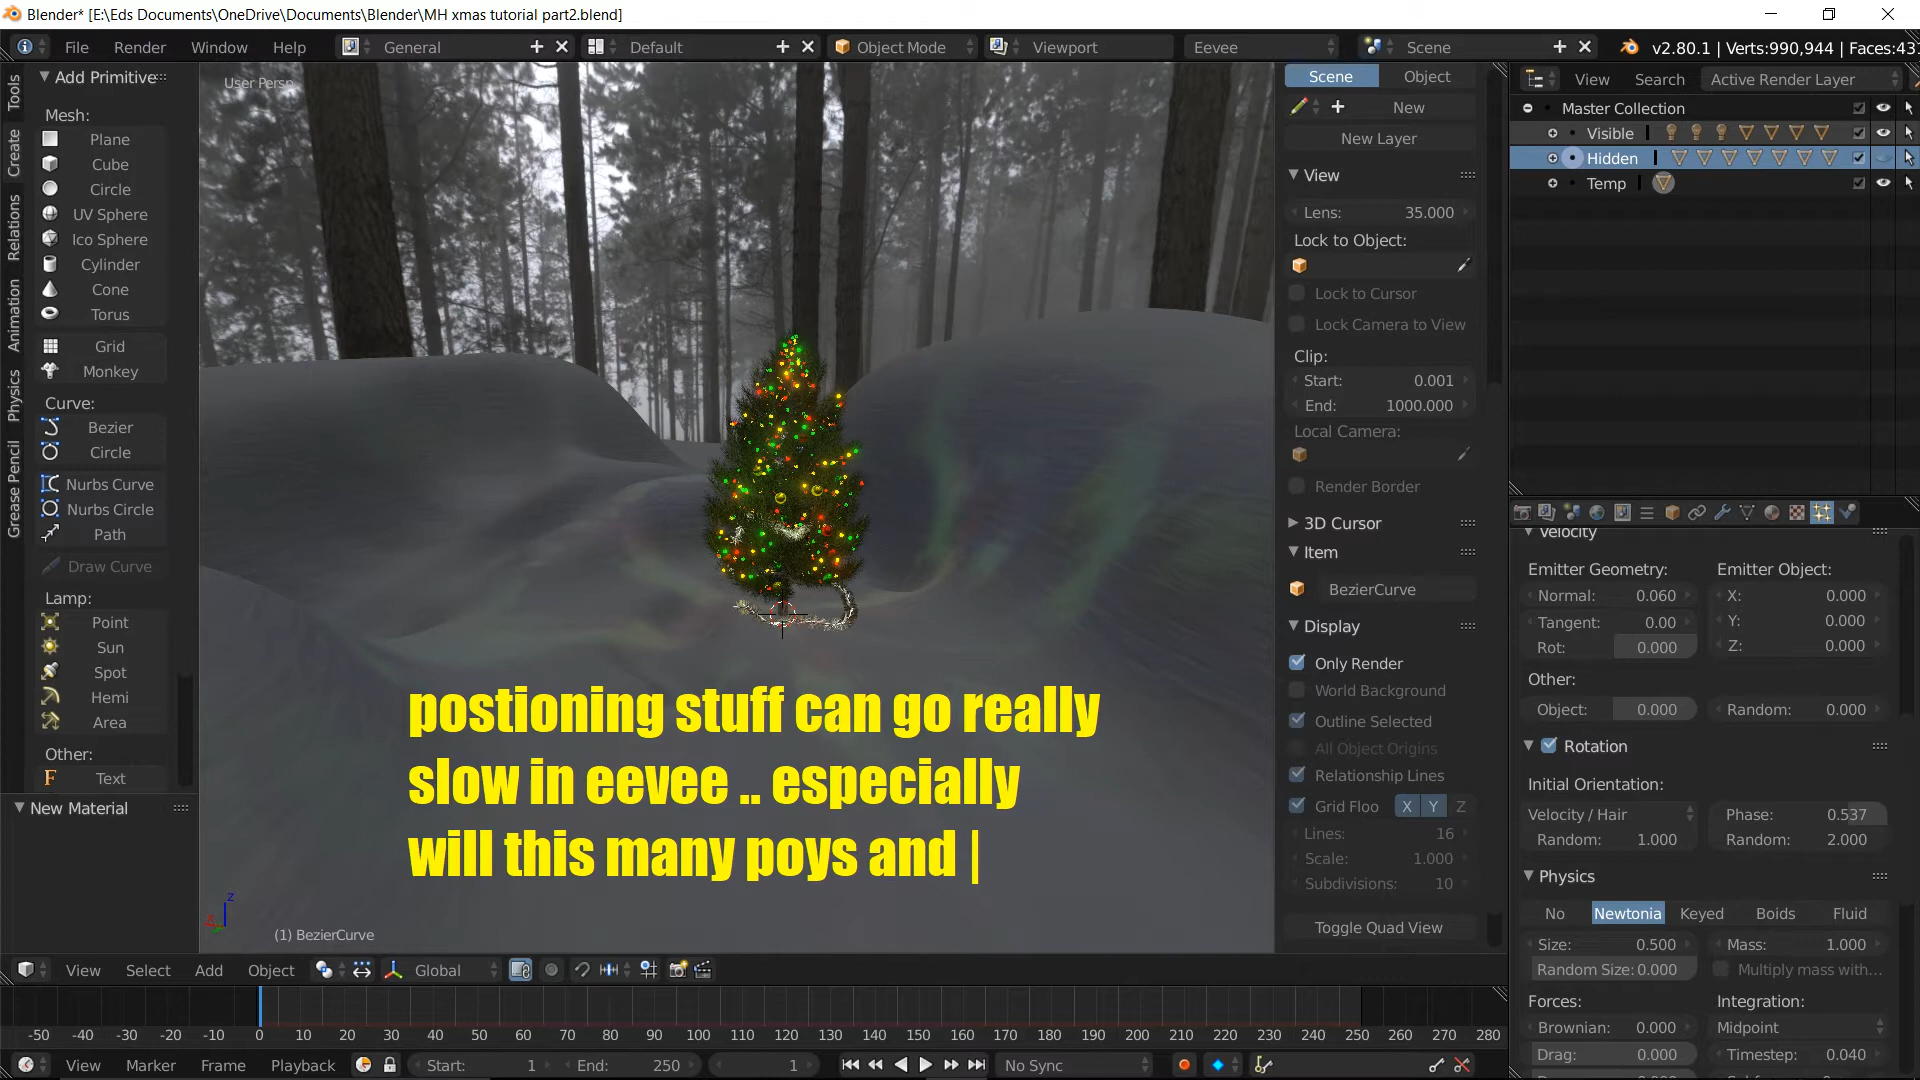 Blender* [E:\Eds Documents\OneDrive\Documents\Blender\MH xmas tutorial part2.blend]
File Render Window Help General Default Object Mode Viewport Eevee Scene v2.80.1 | Verts:990,944 | Faces:431
Tools
Create
Relations
Animation
Physics
Grease Pencil
Add Primitive
Mesh:
Plane
Cube
Circle
UV Sphere
Ico Sphere
Cylinder
Cone
Torus
Grid
Monkey
Curve:
Bezier
Circle
Nurbs Curve
Nurbs Circle
Path
Draw Curve
Lamp:
Point
Sun
Spot
Hemi
Area
Other:
Text
New Material
User Persp
postioning stuff can go really
slow in eevee .. especially
will this many poys and |
(1) BezierCurve
Scene Object
New
New Layer
View
Lens: 35.000
Lock to Object:
Lock to Cursor
Lock Camera to View
Clip:
Start: 0.001
End: 1000.000
Local Camera:
Render Border
3D Cursor
Item
BezierCurve
Display
Only Render
World Background
Outline Selected
All Object Origins
Relationship Lines
Grid Floo X Y Z
Lines: 16
Scale: 1.000
Subdivisions: 10
Toggle Quad View
View Search Active Render Layer
Master Collection
Visible
Hidden
Temp
Velocity
Emitter Geometry: Emitter Object:
Normal: 0.060 X: 0.000
Tangent: 0.00 Y: 0.000
Rot: 0.000 Z: 0.000
Other:
Object: 0.000 Random: 0.000
Rotation
Initial Orientation:
Velocity / Hair Phase: 0.537
Random: 1.000 Random: 2.000
Physics
No Newtonia Keyed Boids Fluid
Size: 0.500 Mass: 1.000
Random Size: 0.000 Multiply mass with...
Forces: Integration:
Brownian: 0.000 Midpoint
Drag: 0.000 Timestep: 0.040
View Select Add Object Global
-50 -40 -30 -20 -10 0 10 20 30 40 50 60 70 80 90 100 110 120 130 140 150 160 170 180 190 200 210 220 230 240 250 260 270 280
View Marker Frame Playback Start: 1 End: 250 1 No Sync